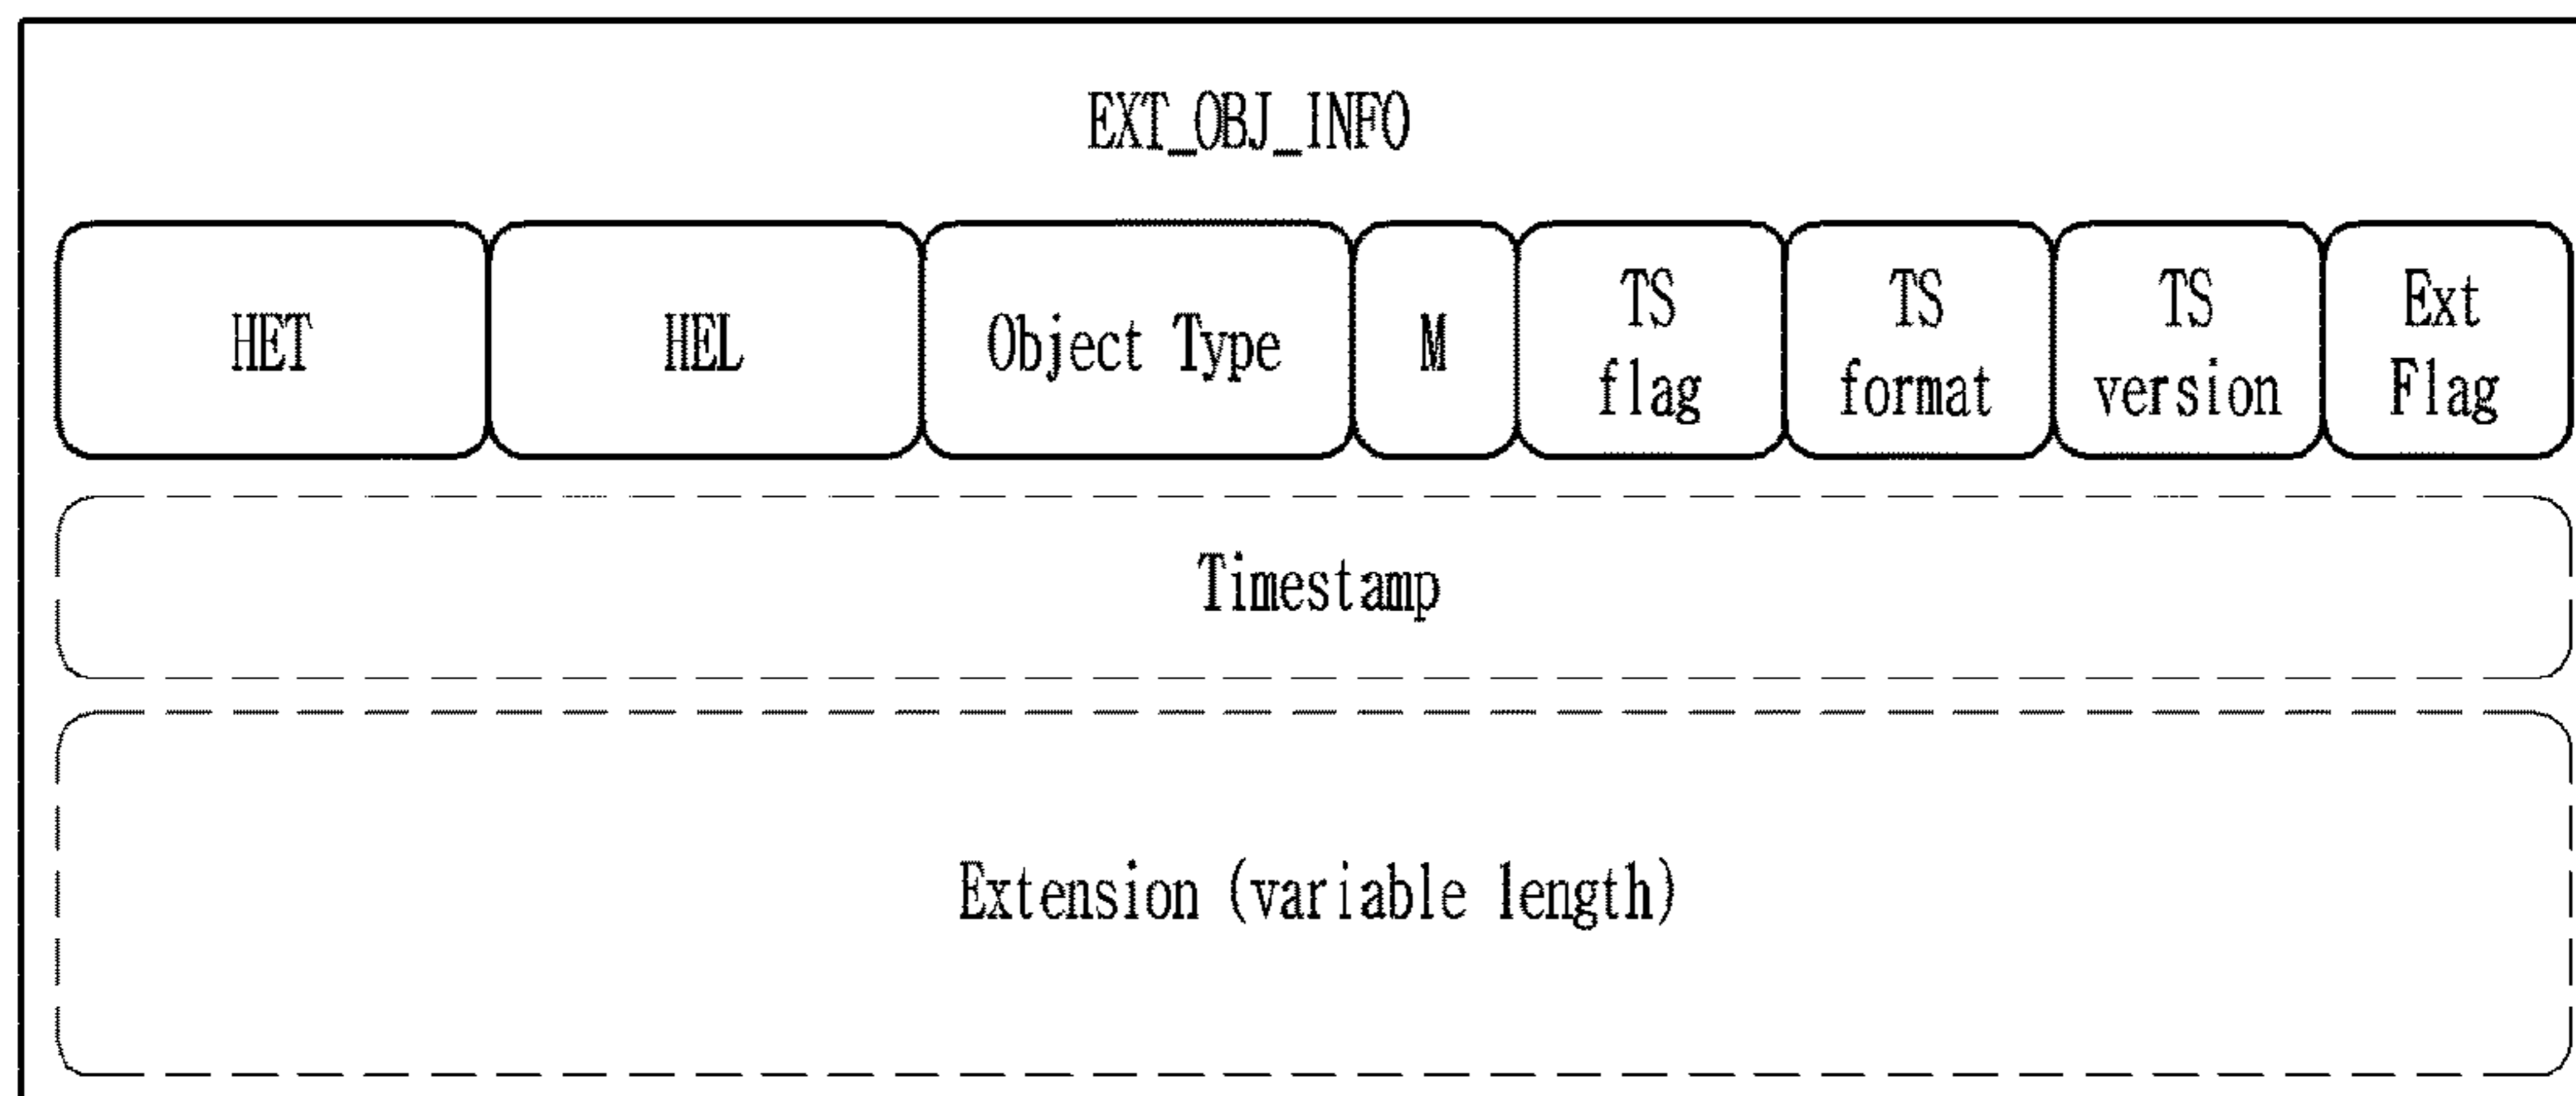 EXT_OBJ_INFO
HET
HEL
Object Type
M
TS
flag
TS
format
TS
version
Ext
Flag
Timestamp
Extension (variable length)